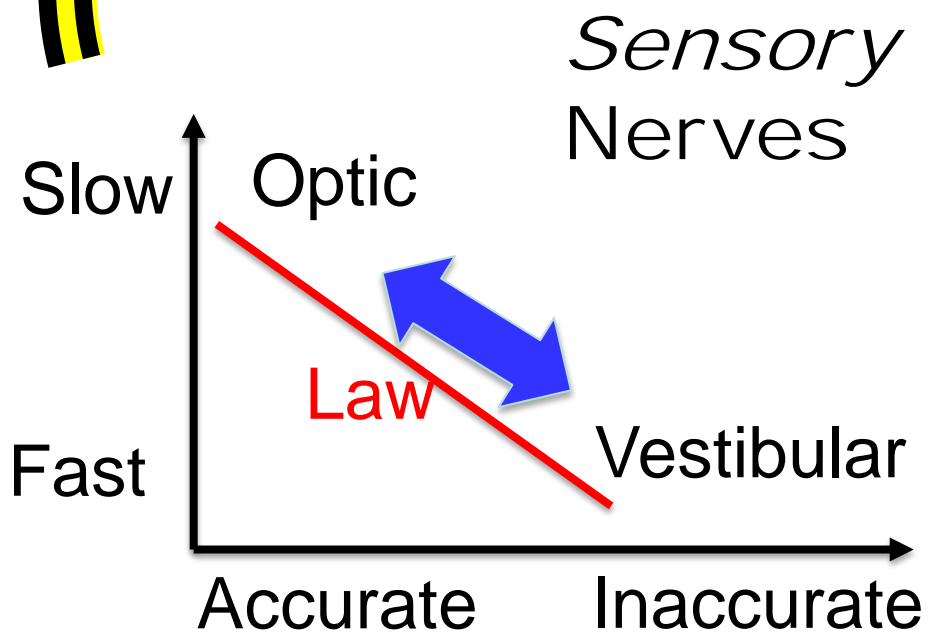 Sensory
Nerves
Slow
Optic
Law
Fast
Vestibular
Accurate
Inaccurate